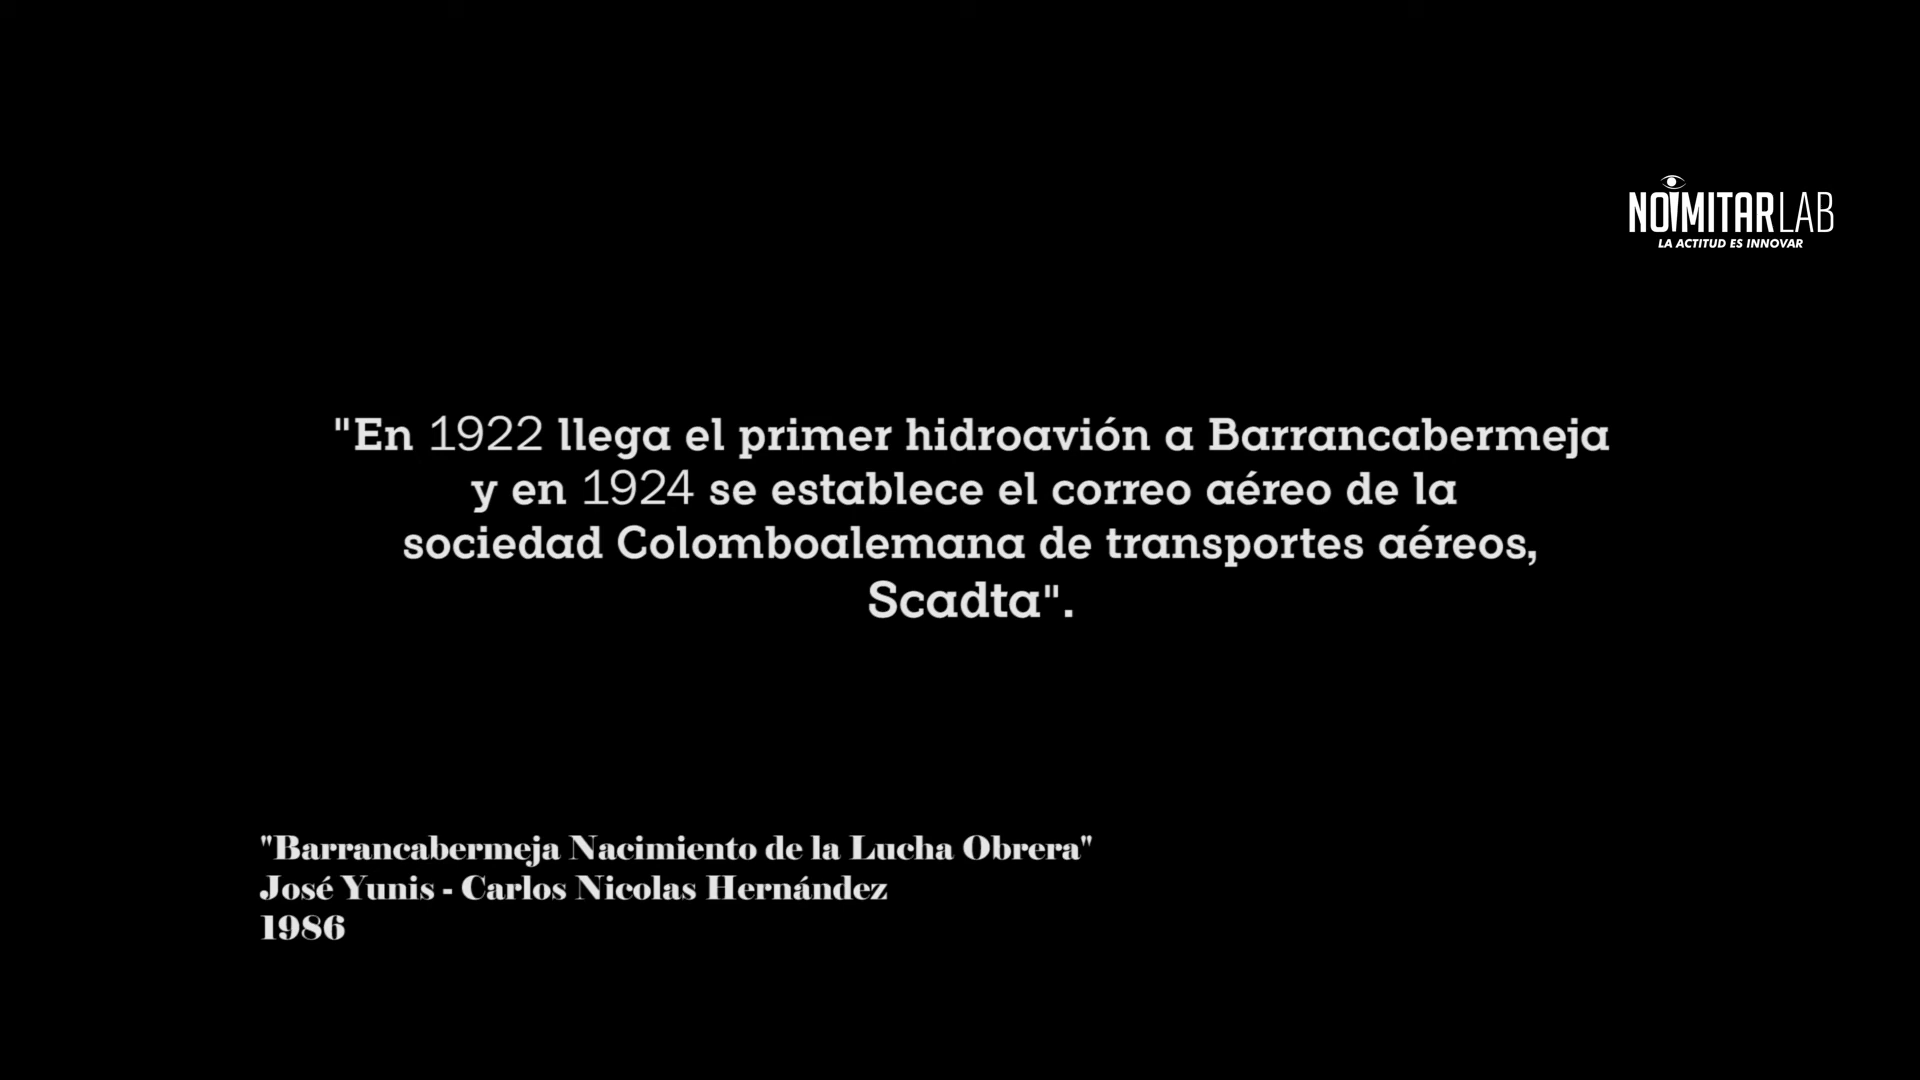 NOIMITARLAB
LA ACTITUD ES INNOVAR
"En 1922 llega el primer hidroavión a Barrancabermeja
y en 1924 se establece el correo aéreo de la
sociedad Colomboalemana de transportes aéreos,
Scadta".
"Barrancabermeja Nacimiento de la Lucha Obrera"
José Yunis - Carlos Nicolas Hernández
1986